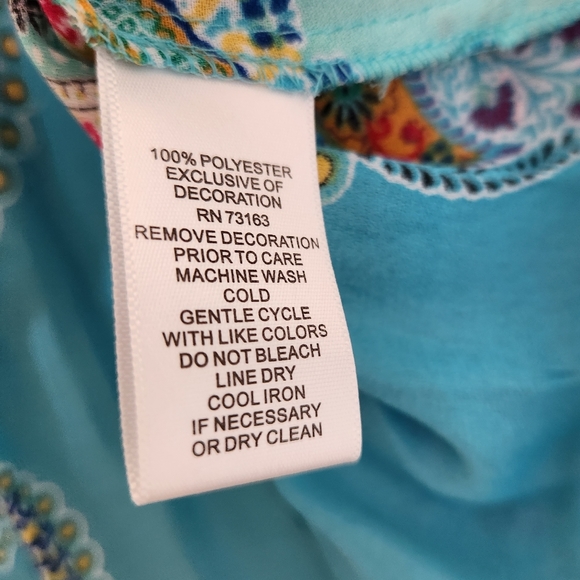 100% POLYESTER
EXCLUSIVE OF
DECORATION
RN 73163
REMOVE DECORATION
PRIOR TO CARE
MACHINE WASH
COLD
GENTLE CYCLE
WITH LIKE COLORS
DO NOT BLEACH
LINE DRY
COOL IRON
IF NECESSARY
OR DRY CLEAN